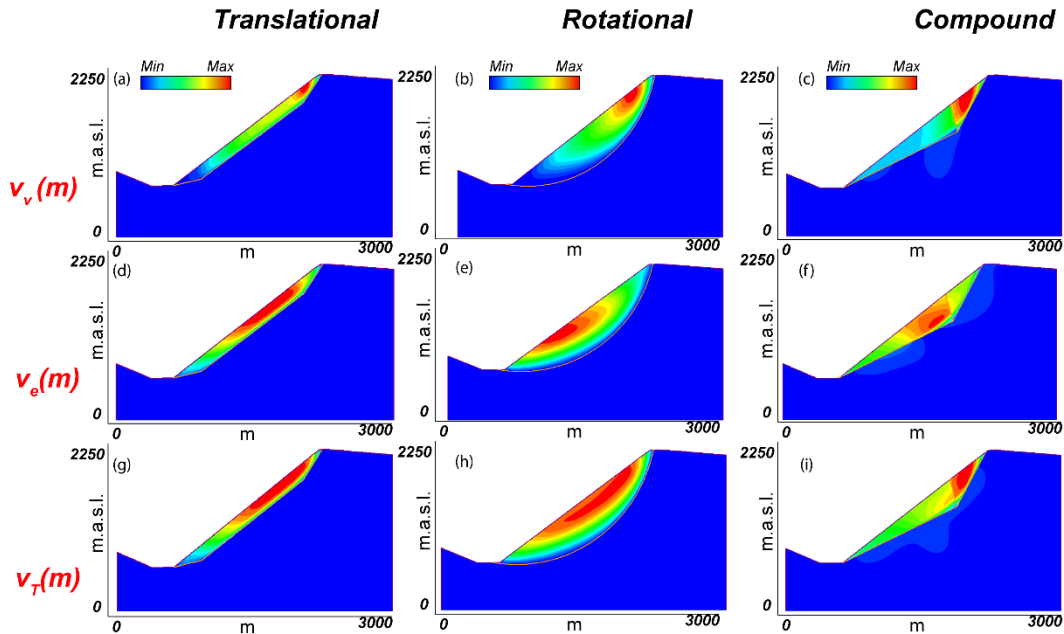 Translational Rotational Compound
Min Max Min Max Min Max
(a) (b) (c)
2250 2250 2250
m.a.s.l. m.a.s.l. m.a.s.l.
v_v(m)
0 0 0
0 m 3000 0 m 3000 0 m 3000
(d) (e) (f)
2250 2250 2250
m.a.s.l. m.a.s.l. m.a.s.l.
v_e(m)
0 0 0
0 m 3000 0 m 3000 0 m 3000
(g) (h) (i)
2250 2250 2250
m.a.s.l. m.a.s.l. m.a.s.l.
v_T(m)
0 0 0
0 m 3000 0 m 3000 0 m 3000